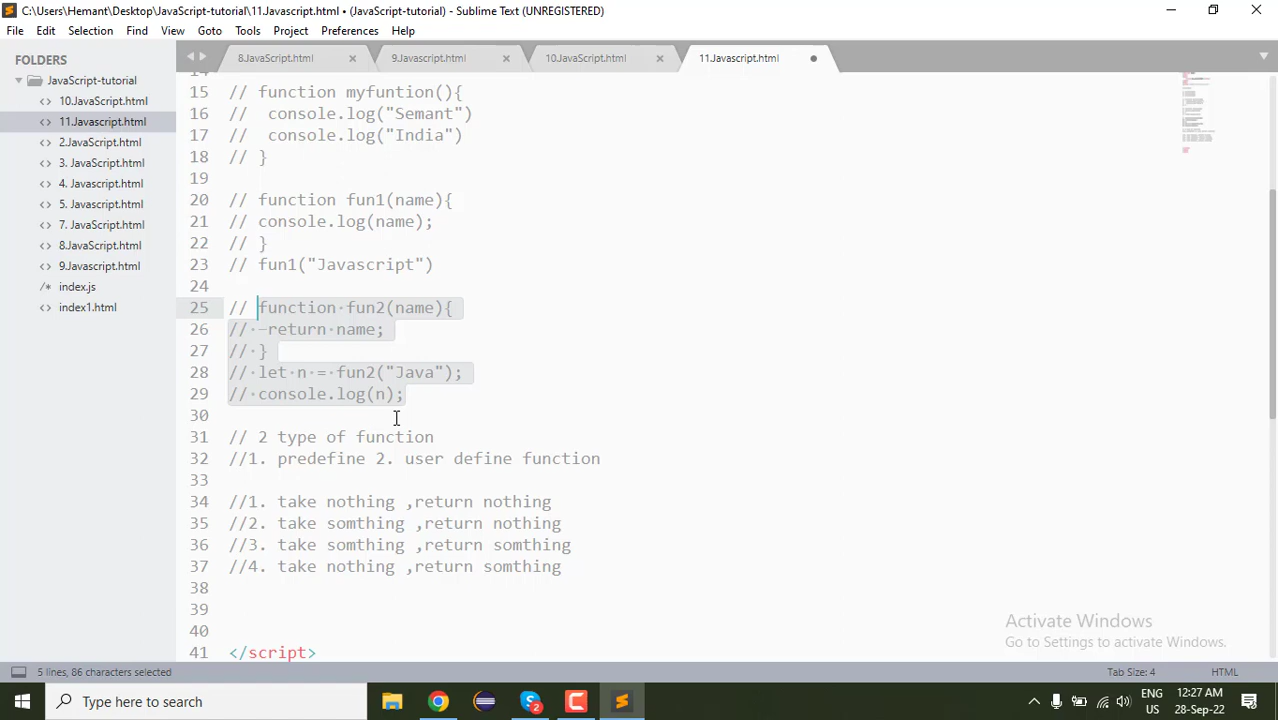 C:\Users\Hemant\Desktop\JavaScript-tutorial\11.Javascript.html • (JavaScript-tutorial) - Sublime Text (UNREGISTERED)
File Edit Selection Find View Goto Tools Project Preferences Help
FOLDERS
JavaScript-tutorial
10.JavaScript.html
11.Javascript.html
2.JavaScript.html
3. JavaScript.html
4. Javascript.html
5. Javascript.html
7. JavaScript.html
8.JavaScript.html
9.Javascript.html
index.js
index1.html
8.JavaScript.html 9.Javascript.html 10.JavaScript.html 11.Javascript.html
14
15 // function myfuntion(){
16 //  console.log("Semant")
17 //  console.log("India")
18 // }
19
20 // function fun1(name){
21 // console.log(name);
22 // }
23 // fun1("Javascript")
24
25 // function fun2(name){
26 //  return name;
27 // }
28 // let n = fun2("Java");
29 // console.log(n);
30
31 // 2 type of function
32 //1. predefine 2. user define function
33
34 //1. take nothing ,return nothing
35 //2. take somthing ,return nothing
36 //3. take somthing ,return somthing
37 //4. take nothing ,return somthing
38
39
40
41 </script>
Activate Windows
Go to Settings to activate Windows.
5 lines, 86 characters selected Tab Size: 4 HTML
Type here to search 2 ENG US 12:27 AM 28-Sep-22